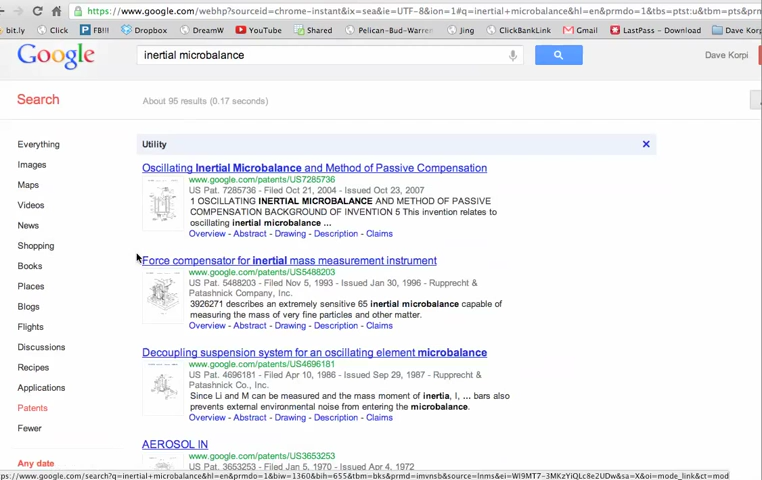 https://www.google.com/webhp?sourceid=chrome-instant&ix=sea&ie=UTF-8&ion=1#q=inertial+microbalance&hl=en&prmdo=1&tbs=ptst:u&tbm=pts&prm
bit.ly Click FB!!! Dropbox DreamW YouTube Shared Pelican-Bud-Warren Jing ClickBankLink Gmail LastPass - Download Dave Korpi
Google
inertial microbalance
Dave Korpi
Search
About 95 results (0.17 seconds)
Everything
Images
Maps
Videos
News
Shopping
Books
Places
Blogs
Flights
Discussions
Recipes
Applications
Patents
Fewer
Any date
Utility
Oscillating Inertial Microbalance and Method of Passive Compensation
www.google.com/patents/US7285736
US Pat. 7285736 - Filed Oct 21, 2004 - Issued Oct 23, 2007
1 OSCILLATING INERTIAL MICROBALANCE AND METHOD OF PASSIVE
COMPENSATION BACKGROUND OF INVENTION 5 This invention relates to
oscillating inertial microbalance ...
Overview - Abstract - Drawing - Description - Claims
Force compensator for inertial mass measurement instrument
www.google.com/patents/US5488203
US Pat. 5488203 - Filed Nov 5, 1993 - Issued Jan 30, 1996 - Rupprecht &
Patashnick Company, Inc.
3926271 describes an extremely sensitive 65 inertial microbalance capable of
measuring the mass of very fine particles and other matter.
Overview - Abstract - Drawing - Description - Claims
Decoupling suspension system for an oscillating element microbalance
www.google.com/patents/US4696181
US Pat. 4696181 - Filed Apr 10, 1986 - Issued Sep 29, 1987 - Rupprecht &
Patashnick Co., Inc.
Since Li and M can be measured and the mass moment of inertia, I, ... bars also
prevents external environmental noise from entering the microbalance.
Overview - Abstract - Drawing - Description - Claims
AEROSOL IN
www.google.com/patents/US3653253
US Pat. 3653253 - Filed Jan 5, 1970 - Issued Apr 4, 1972